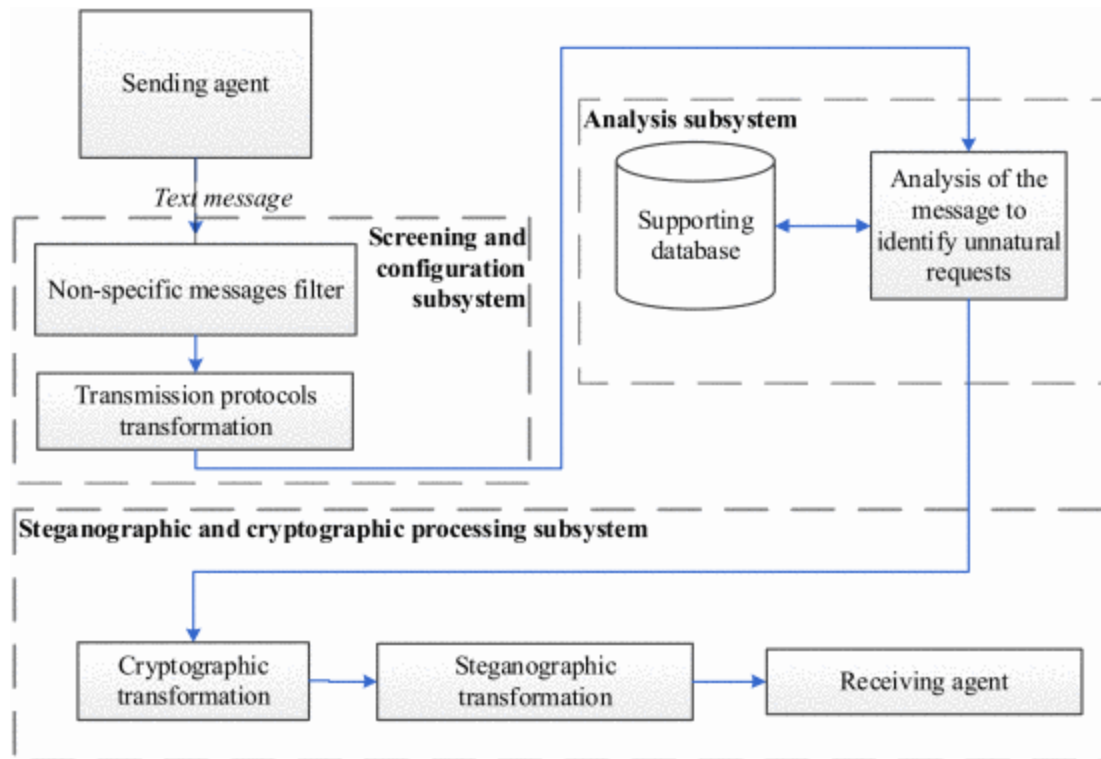 Sending agent
Text message
Screening and
configuration
subsystem
Non-specific messages filter
Transmission protocols
transformation
Analysis subsystem
Supporting
database
Analysis of the
message to
identify unnatural
requests
Steganographic and cryptographic processing subsystem
Cryptographic
transformation
Steganographic
transformation
Receiving agent